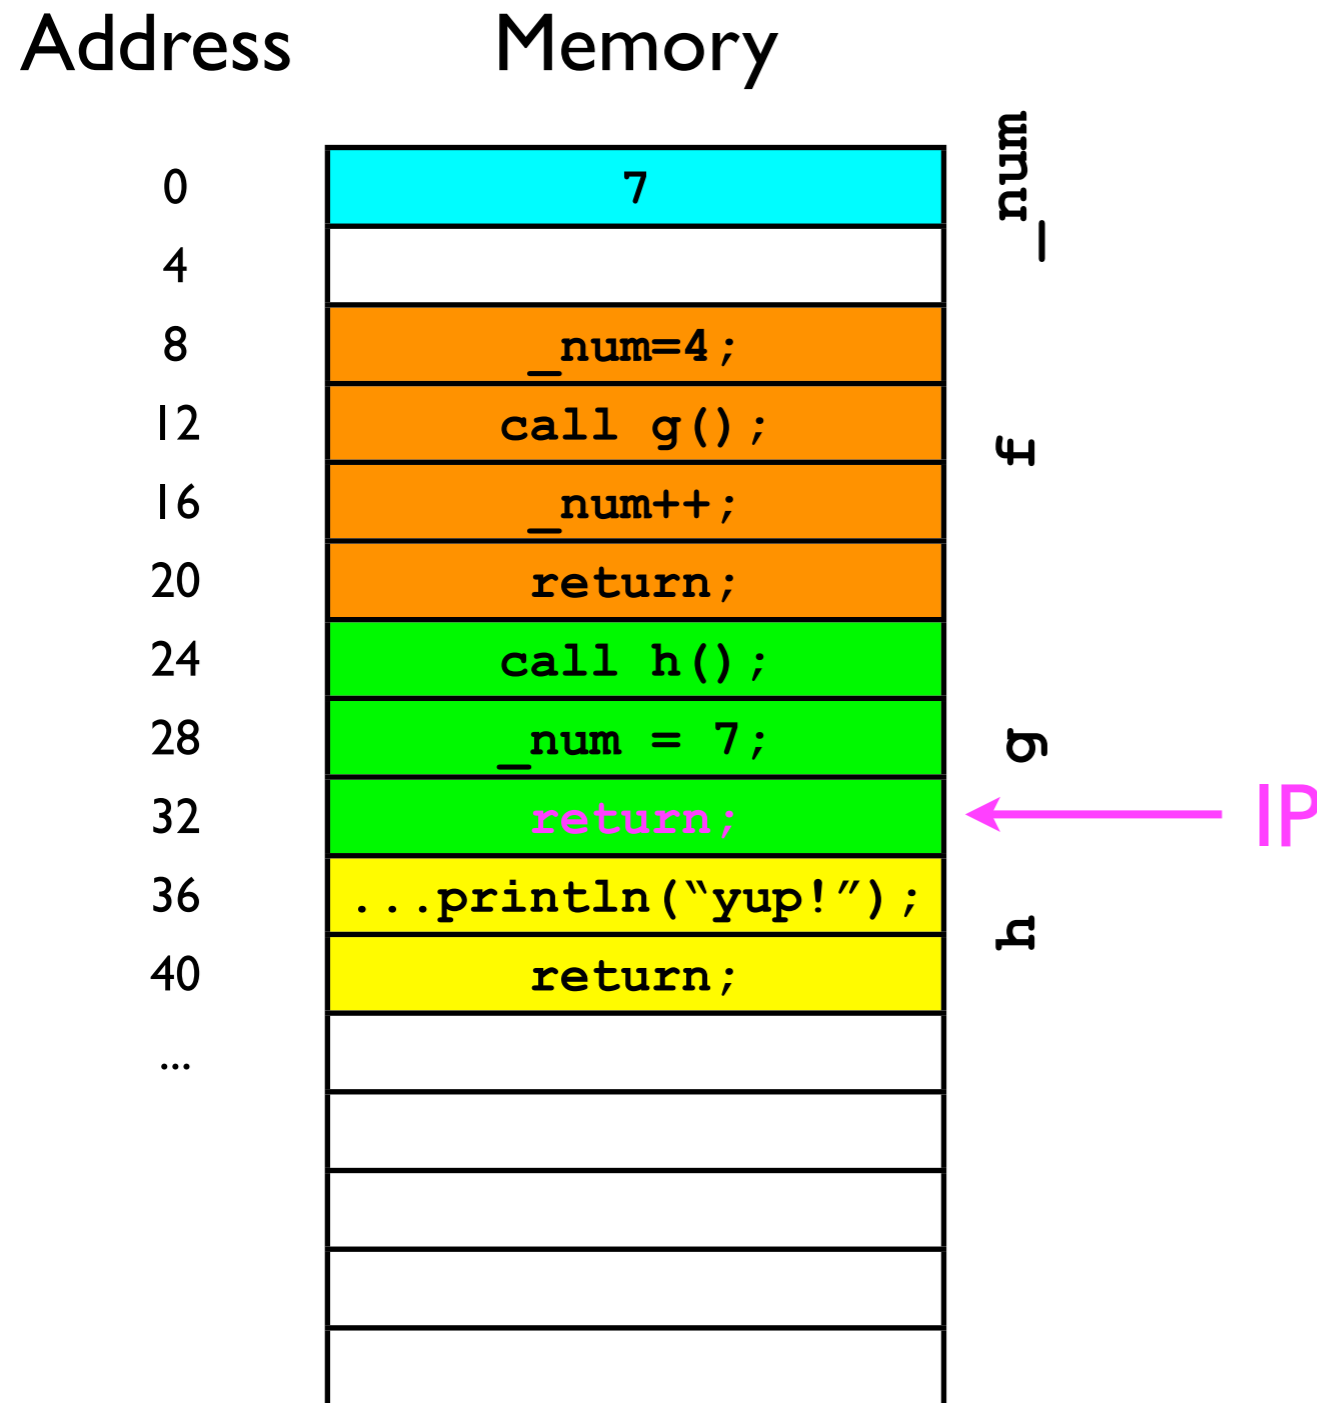 Address Memory
_num
0 7
4
8 _num=4;
12 call g();
f
16 _num++;
20 return;
24 call h();
28 _num = 7;
g
32 return;
IP
36 ...println(“yup!”);
h
40 return;
...